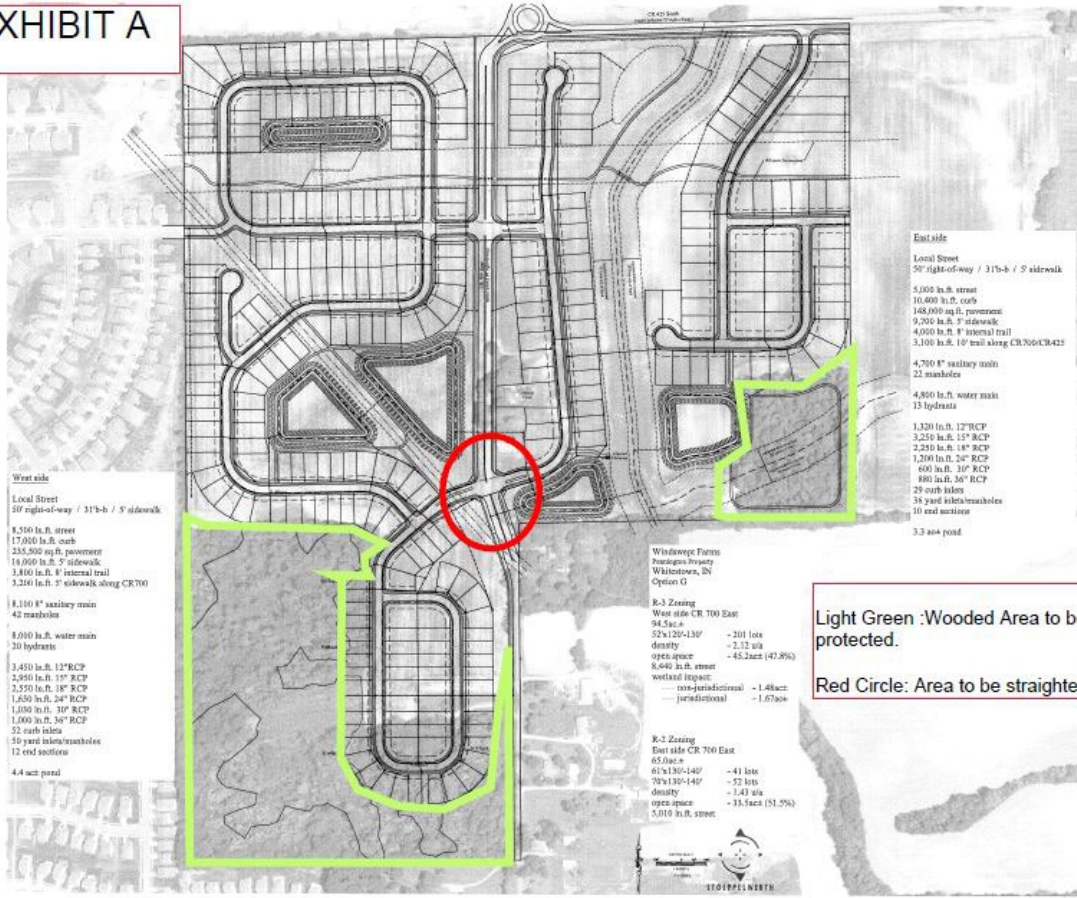 XHIBIT A
East side
Local Street
50' right-of-way / 31'b-b / 5' sidewalk
5,000 ln.ft. street
10,400 ln.ft. curb
148,000 sq.ft. pavement
9,700 ln.ft. 5' sidewalk
4,000 ln.ft. 8' internal trail
3,100 ln.ft. 10' trail along CR700/CR425
4,700 8" sanitary main
22 manholes
4,800 ln.ft. water main
13 hydrants
1,320 ln.ft. 12"RCP
3,250 ln.ft. 15" RCP
2,250 ln.ft. 18" RCP
1,200 ln.ft. 24" RCP
600 ln.ft. 30" RCP
880 ln.ft. 36" RCP
29 curb inlets
38 yard inlets/manholes
10 end sections
3.3 ac± pond
West side
Local Street
50' right-of-way / 31'b-b / 5' sidewalk
8,500 ln.ft. street
17,000 ln.ft. curb
235,500 sq.ft. pavement
16,000 ln.ft. 5' sidewalk
3,800 ln.ft. 8' internal trail
3,200 ln.ft. 5' sidewalk along CR700
8,100 8" sanitary main
42 manholes
8,000 ln.ft. water main
20 hydrants
3,450 ln.ft. 12"RCP
2,950 ln.ft. 15" RCP
2,550 ln.ft. 18" RCP
1,650 ln.ft. 24" RCP
1,030 ln.ft. 30" RCP
1,000 ln.ft. 36" RCP
52 curb inlets
50 yard inlets/manholes
12 end sections
4.4 ac± pond
Windswept Farms
Pennington Property
Whitestown, IN
Option G
R-3 Zoning
West side CR 700 East
94.5ac.±
52'x120'-130' - 201 lots
density - 2.12 u/a
open space - 45.2ac± (47.8%)
8,440 ln.ft. street
wetland impact:
non-jurisdictional - 1.48ac±
jurisdictional - 1.67ac±
R-2 Zoning
East side CR 700 East
65.0ac.±
61'x130'-140' - 41 lots
70'x130'-140' - 52 lots
density - 1.43 u/a
open space - 33.5ac± (51.5%)
5,010 ln.ft. street
Light Green :Wooded Area to be
protected.
Red Circle: Area to be straighte
STOEPPELWERTH